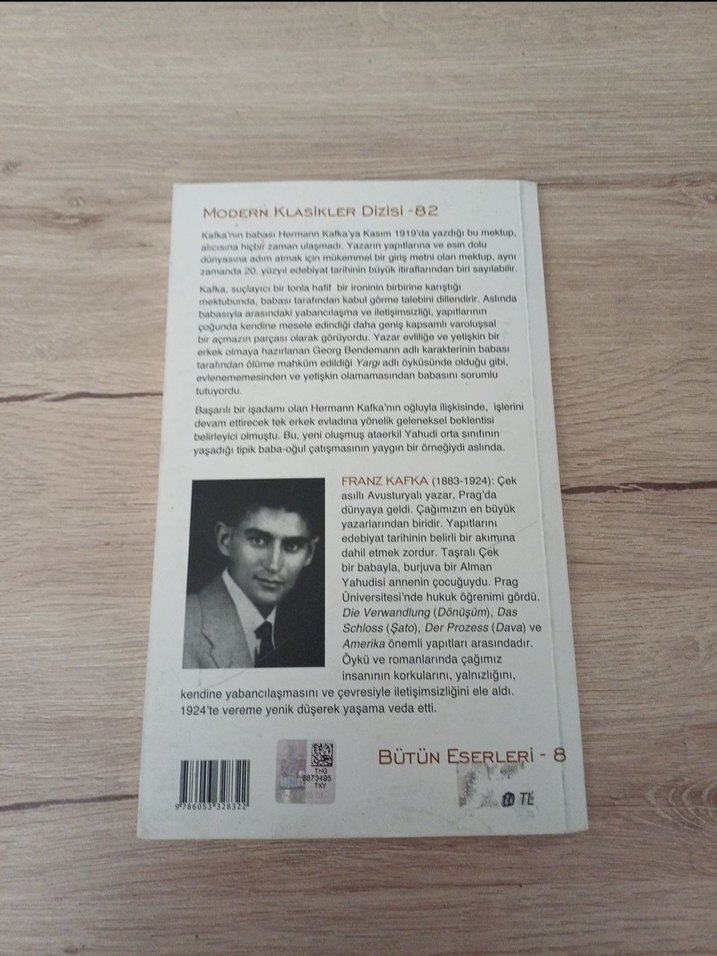 MODERN KLASİKLER DİZİSİ -82
Kafka'nın babası Hermann Kafka'ya Kasım 1919'da yazdığı bu mektup,
alıcısına hiçbir zaman ulaşmadı. Yazarın yapıtlarına ve esin dolu
dünyasına adım atmak için mükemmel bir giriş metni olan mektup, aynı
zamanda 20. yüzyıl edebiyat tarihinin büyük itiraflarından biri sayılabilir.
Kafka, suçlayıcı bir tonla hafif bir ironinin birbirine karıştığı
mektubunda, babası tarafından kabul görme talebini dillendirir. Aslında
babasıyla arasındaki yabancılaşma ve iletişimsizliği, yapıtlarının
çoğunda kendine mesele edindiği daha geniş kapsamlı varoluşsal
bir açmazın parçası olarak görüyordu. Yazar evliliğe ve yetişkin bir
erkek olmaya hazırlanan Georg Bendemann adlı karakterinin babası
tarafından ölüme mahkûm edildiği Yargı adlı öyküsünde olduğu gibi,
evlenememesinden ve yetişkin olamamasından babasını sorumlu
tutuyordu.
Başarılı bir işadamı olan Hermann Kafka'nın oğluyla ilişkisinde, işlerini
devam ettirecek tek erkek evladına yönelik geleneksel beklentisi
belirleyici olmuştu. Bu, yeni oluşmuş ataerkil Yahudi orta sınıfının
yaşadığı tipik baba-oğul çatışmasının yaygın bir örneğiydi aslında.
FRANZ KAFKA (1883-1924): Çek
asıllı Avusturyalı yazar, Prag'da
dünyaya geldi. Çağımızın en büyük
yazarlarından biridir. Yapıtlarını
edebiyat tarihinin belirli bir akımına
dahil etmek zordur. Taşralı Çek
bir babayla, burjuva bir Alman
Yahudisi annenin çocuğuydu. Prag
Üniversitesi'nde hukuk öğrenimi gördü.
Die Verwandlung (Dönüşüm), Das
Schloss (Şato), Der Prozess (Dava) ve
Amerika önemli yapıtları arasındadır.
Öykü ve romanlarında çağımız
insanının korkularını, yalnızlığını,
kendine yabancılaşmasını ve çevresiyle iletişimsizliğini ele aldı.
1924'te vereme yenik düşerek yaşama veda etti.
BÜTÜN ESERLERİ - 8
THG
0873495
TKY
TL
9 786053 328322